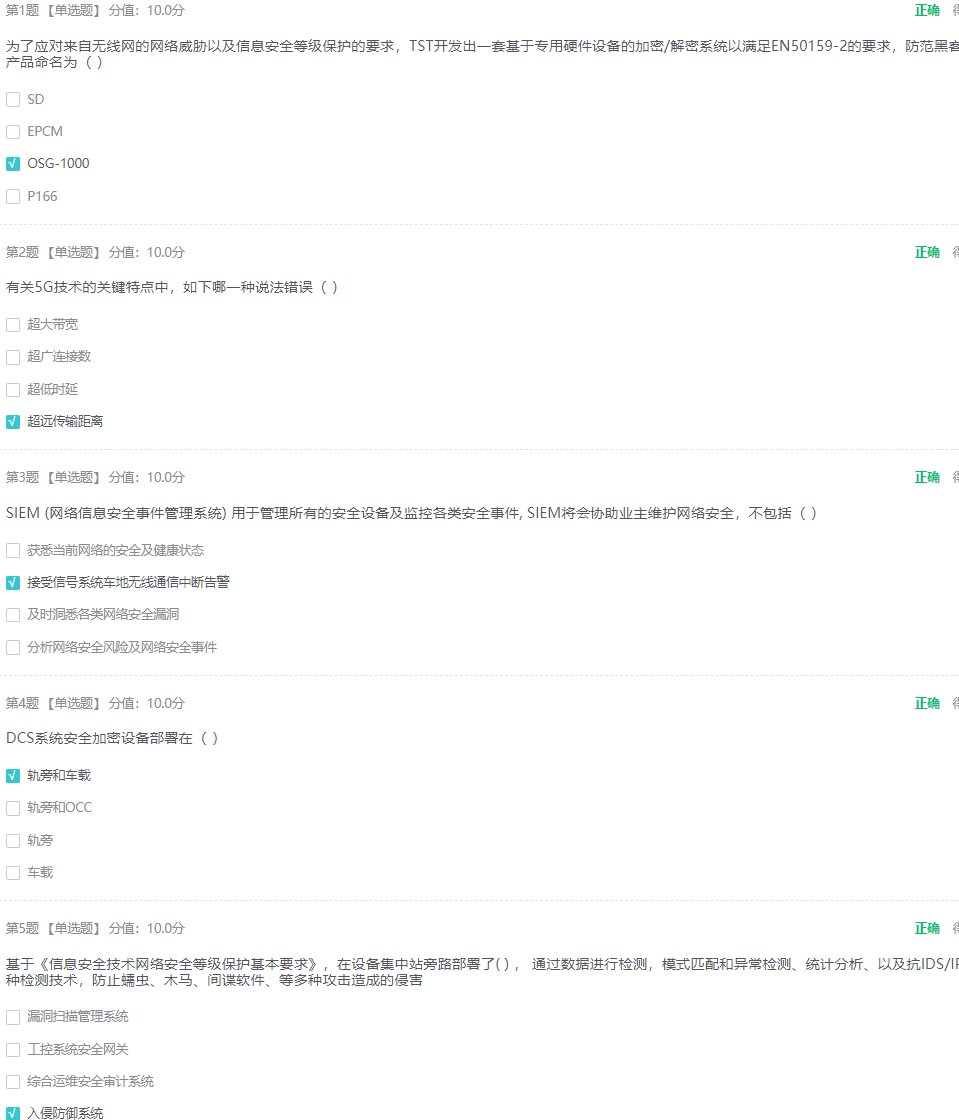 第1题 【单选题】 分值：10.0分 正确
为了应对来自无线网的网络威胁以及信息安全等级保护的要求，TST开发出一套基于专用硬件设备的加密/解密系统以满足EN50159-2的要求，防范黑客
产品命名为（ ）
SD
EPCM
√ OSG-1000
P166
第2题 【单选题】 分值：10.0分 正确
有关5G技术的关键特点中，如下哪一种说法错误（ ）
超大带宽
超广连接数
超低时延
√ 超远传输距离
第3题 【单选题】 分值：10.0分 正确
SIEM (网络信息安全事件管理系统) 用于管理所有的安全设备及监控各类安全事件, SIEM将会协助业主维护网络安全，不包括（ ）
获悉当前网络的安全及健康状态
√ 接受信号系统车地无线通信中断告警
及时洞悉各类网络安全漏洞
分析网络安全风险及网络安全事件
第4题 【单选题】 分值：10.0分 正确
DCS系统安全加密设备部署在（ ）
√ 轨旁和车载
轨旁和OCC
轨旁
车载
第5题 【单选题】 分值：10.0分 正确
基于《信息安全技术网络安全等级保护基本要求》，在设备集中站旁路部署了( ) ， 通过数据进行检测，模式匹配和异常检测、统计分析、以及抗IDS/IP
种检测技术，防止蠕虫、木马、间谍软件、等多种攻击造成的侵害
漏洞扫描管理系统
工控系统安全网关
综合运维安全审计系统
√ 入侵防御系统